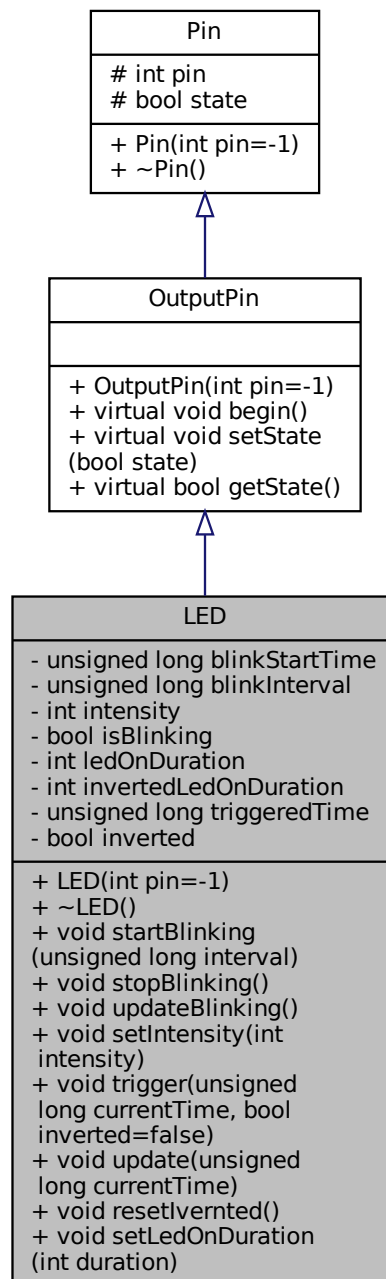 Pin
# int pin
# bool state
+ Pin(int pin=-1)
+ ~Pin()
OutputPin
+ OutputPin(int pin=-1)
+ virtual void begin()
+ virtual void setState
(bool state)
+ virtual bool getState()
LED
- unsigned long blinkStartTime
- unsigned long blinkInterval
- int intensity
- bool isBlinking
- int ledOnDuration
- int invertedLedOnDuration
- unsigned long triggeredTime
- bool inverted
+ LED(int pin=-1)
+ ~LED()
+ void startBlinking
(unsigned long interval)
+ void stopBlinking()
+ void updateBlinking()
+ void setIntensity(int
intensity)
+ void trigger(unsigned
long currentTime, bool
inverted=false)
+ void update(unsigned
long currentTime)
+ void resetIvernted()
+ void setLedOnDuration
(int duration)